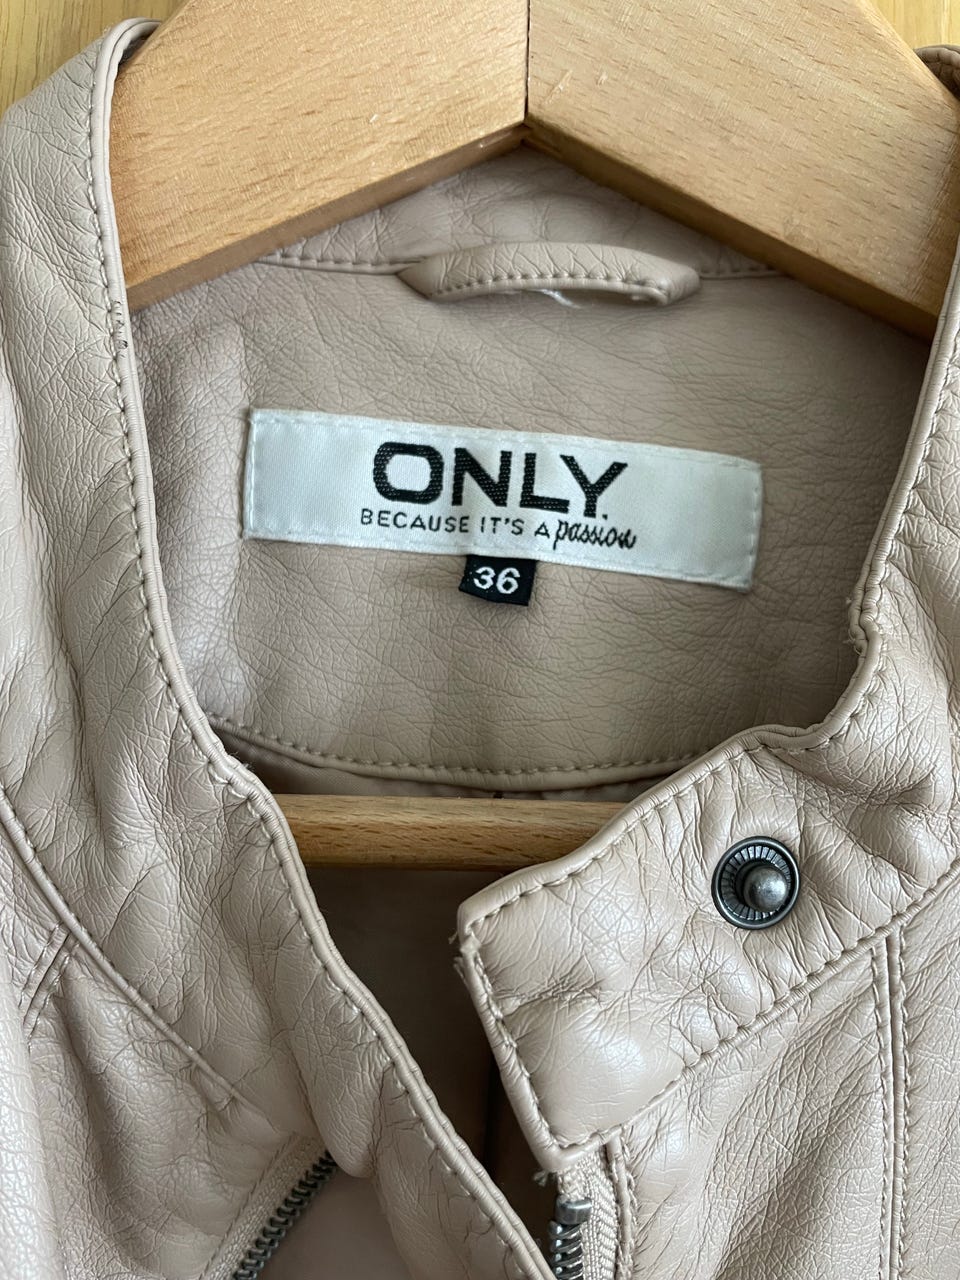 ONLY.
BECAUSE IT'S A passion
36